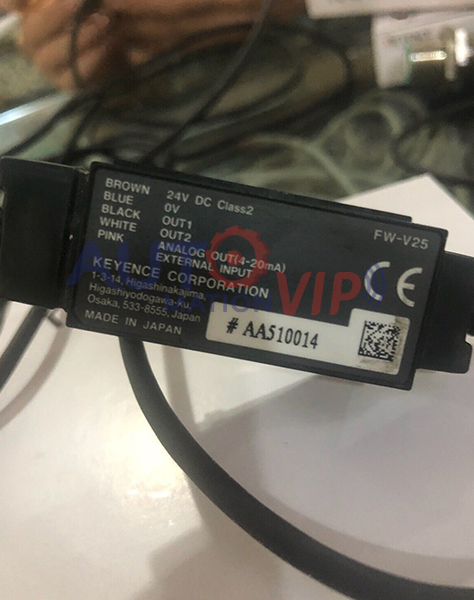 BROWN 24V DC Class2
BLUE 0V
BLACK OUT1
WHITE OUT2
PINK ANALOG OUT(4-20mA)
EXTERNAL INPUT
FW-V25
KEYENCE CORPORATION
1-3-14, Higashinakajima,
Higashiyodogawa-ku,
Osaka, 533-8555, Japan
MADE IN JAPAN
CE
# AA510014
VIP